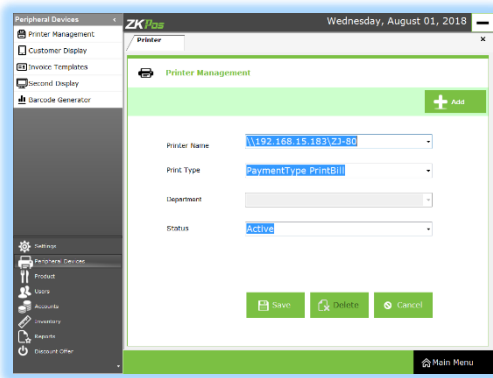 Peripheral Devices
Printer Management
Customer Display
Invoice Templates
Second Display
Barcode Generator
Settings
Peripheral Devices
Product
Users
Accounts
Inventory
Reports
Discount Offer
ZKPos
Wednesday, August 01, 2018
Printer
x
Printer Management
Add
Printer Name
\\192.168.15.183\ZJ-80
Print Type
PaymentType PrintBill
Department
Status
Active
Save
Delete
Cancel
Main Menu